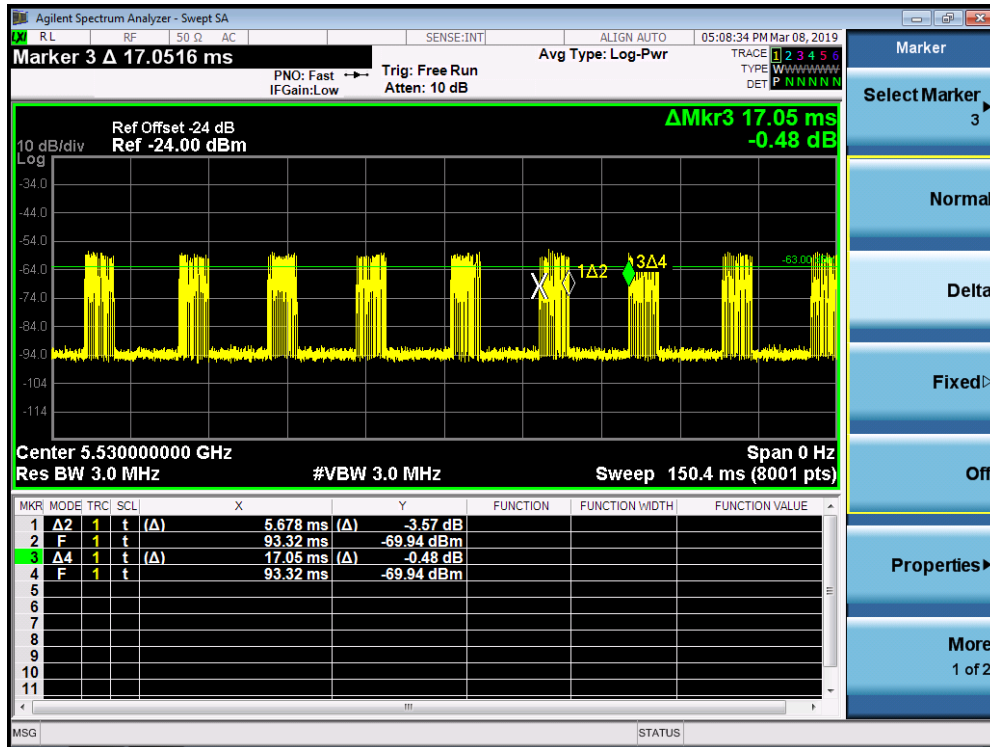 Agilent Spectrum Analyzer - Swept SA
LXI RL RF 50 Ω AC SENSE:INT ALIGN AUTO 05:08:34 PM Mar 08, 2019
Marker 3 Δ 17.0516 ms
PNO: Fast
IFGain:Low
Trig: Free Run
Atten: 10 dB
Avg Type: Log-Pwr
TRACE 1 2 3 4 5 6
TYPE WWWWWW
DET P N N N N N
ΔMkr3 17.05 ms
-0.48 dB
Ref Offset -24 dB
10 dB/div Ref -24.00 dBm
Log
-34.0
-44.0
-54.0
-63.00
-64.0
1Δ2
3Δ4
-74.0
-84.0
-94.0
-104
-114
Center 5.530000000 GHz Span 0 Hz
Res BW 3.0 MHz #VBW 3.0 MHz Sweep 150.4 ms (8001 pts)
MKR MODE TRC SCL X Y FUNCTION FUNCTION WIDTH FUNCTION VALUE
1 Δ2 1 t (Δ) 5.678 ms (Δ) -3.57 dB
2 F 1 t 93.32 ms -69.94 dBm
3 Δ4 1 t (Δ) 17.05 ms (Δ) -0.48 dB
4 F 1 t 93.32 ms -69.94 dBm
5
6
7
8
9
10
11
MSG STATUS
Marker
Select Marker
3
Normal
Delta
Fixed
Off
Properties
More
1 of 2